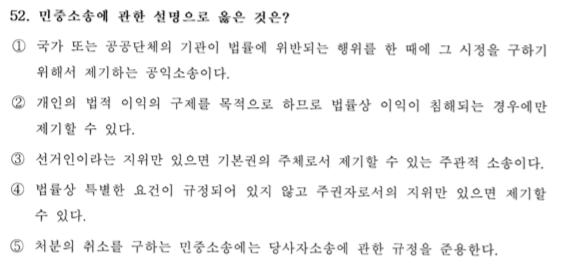 52. 민중소송에 관한 설명으로 옳은 것은?
① 국가 또는 공공단체의 기관이 법률에 위반되는 행위를 한 때에 그 시정을 구하기
위해서 제기하는 공익소송이다.
② 개인의 법적 이익의 구제를 목적으로 하므로 법률상 이익이 침해되는 경우에만
제기할 수 있다.
③ 선거인이라는 지위만 있으면 기본권의 주체로서 제기할 수 있는 주관적 소송이다.
④ 법률상 특별한 요건이 규정되어 있지 않고 주권자로서의 지위만 있으면 제기할
수 있다.
⑤ 처분의 취소를 구하는 민중소송에는 당사자소송에 관한 규정을 준용한다.